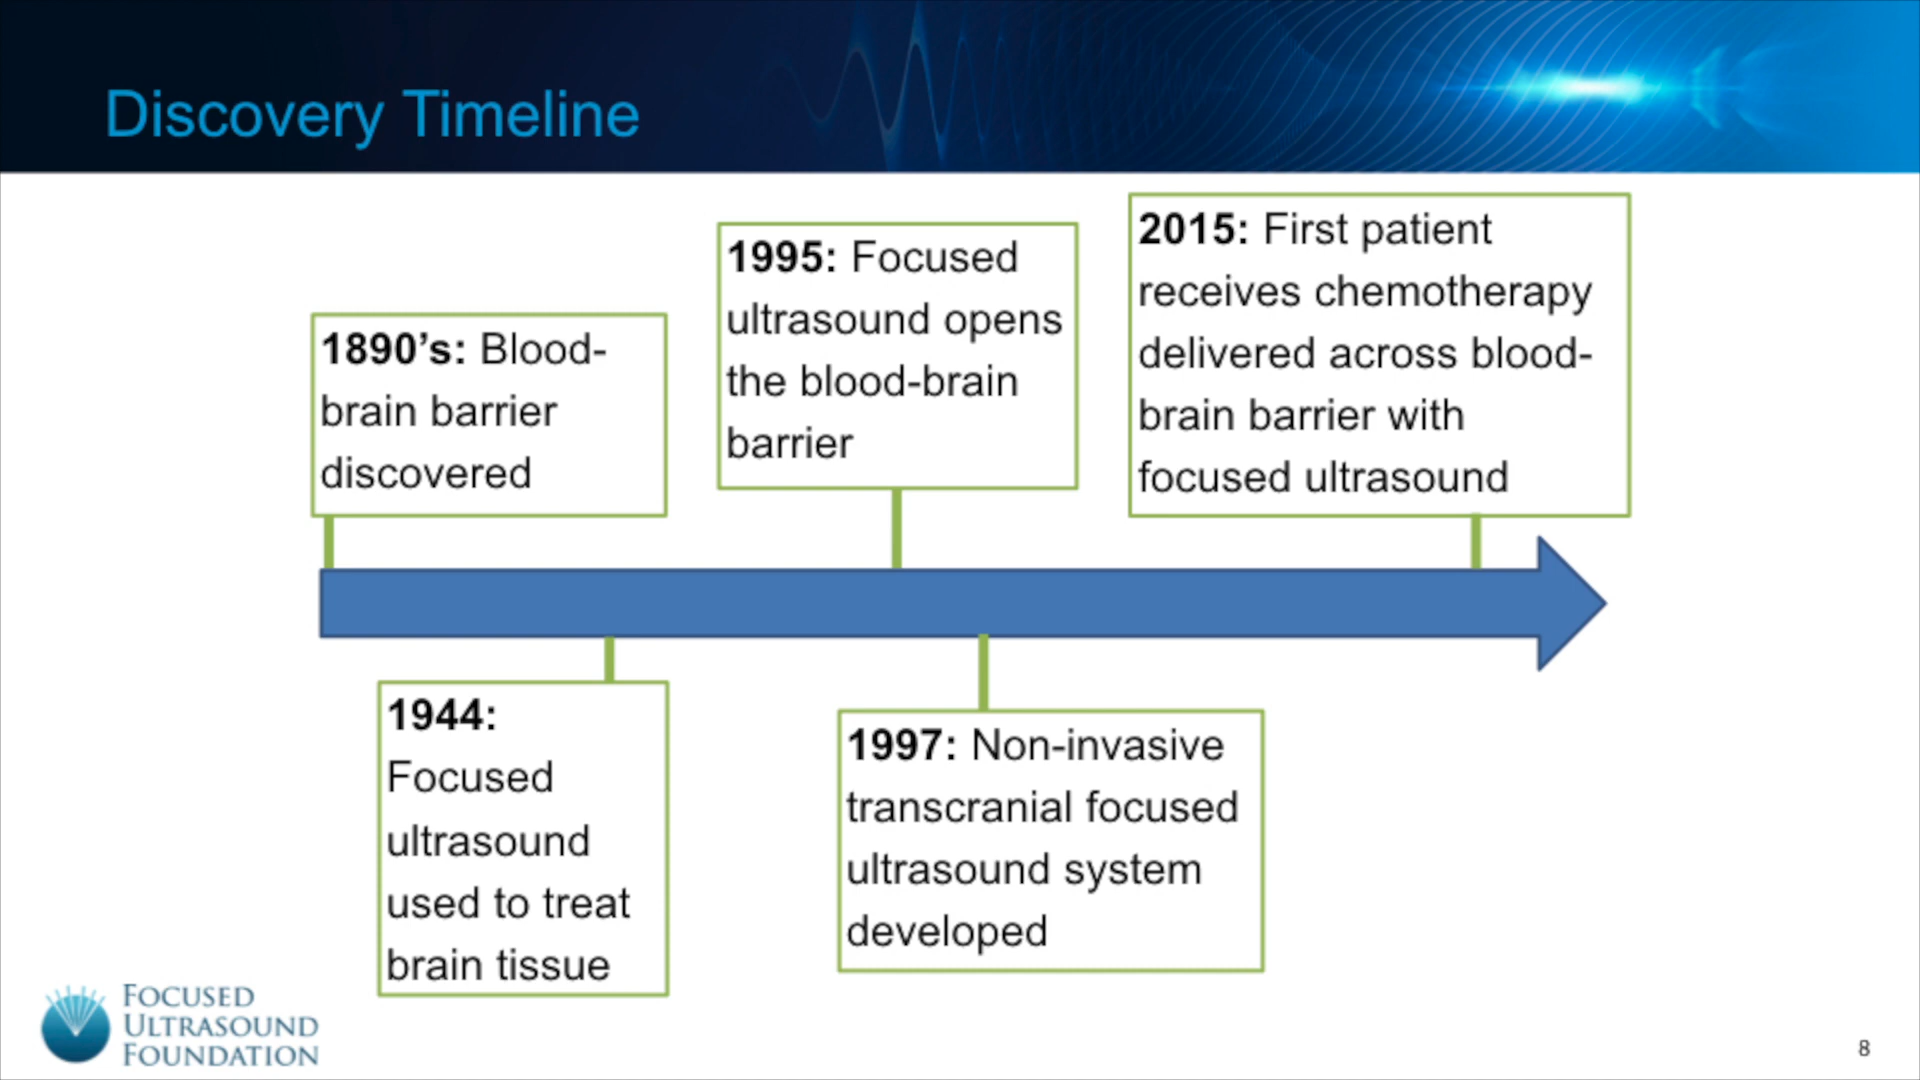 Discovery Timeline
1890’s: Blood-
brain barrier
discovered
1995: Focused
ultrasound opens
the blood-brain
barrier
2015: First patient
receives chemotherapy
delivered across blood-
brain barrier with
focused ultrasound
1944:
Focused
ultrasound
used to treat
brain tissue
1997: Non-invasive
transcranial focused
ultrasound system
developed
FOCUSED
ULTRASOUND
FOUNDATION
8